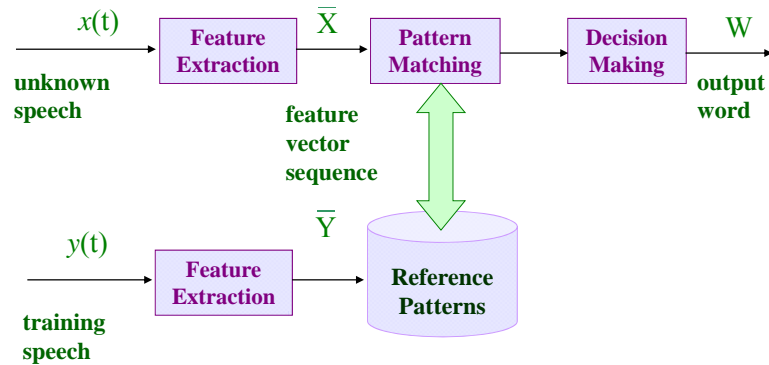 x(t)
unknown
speech
Feature
Extraction
X̅
Pattern
Matching
Decision
Making
W
output
word
feature
vector
sequence
y(t)
training
speech
Feature
Extraction
Y̅
Reference
Patterns